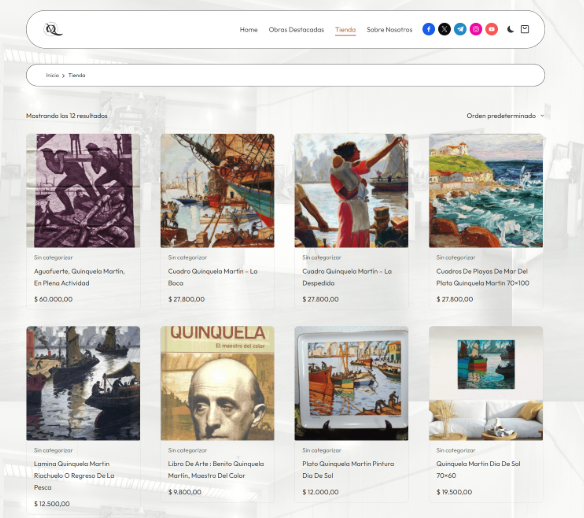 Home Obras Destacadas Tienda Sobre Nosotros
Inicio > Tienda
Mostrando los 12 resultados
Orden predeterminado
Sin categorizar
Aguafuerte, Quinquela Martin,
En Plena Actividad
$ 60.000,00
Sin categorizar
Cuadro Quinquela Martin – La
Boca
$ 27.800,00
Sin categorizar
Cuadro Quinquela Martin – La
Despedida
$ 27.800,00
Sin categorizar
Cuadros De Playas De Mar Del
Plata Quinquela Martin 70×100
$ 27.800,00
QUINQUELA
El maestro del color
Sin categorizar
Lamina Quinquela Martin
Riachuelo O Regreso De La
Pesca
$ 12.500,00
Sin categorizar
Libro De Arte : Benito Quinquela
Martin, Maestro Del Color
$ 9.800,00
Sin categorizar
Plato Quinquela Martin Pintura
Dia De Sol
$ 12.000,00
Sin categorizar
Quinquela Martin Dia De Sol
70×60
$ 19.500,00